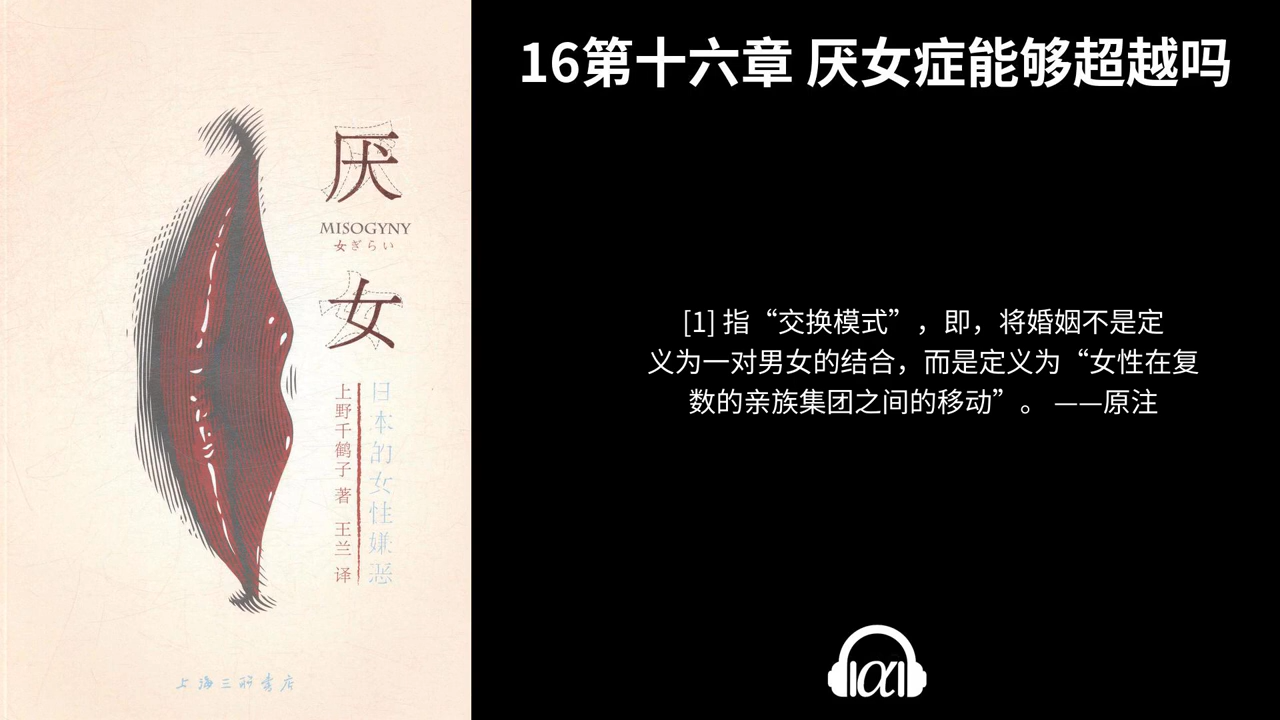 厌
MISOGYNY
女ぎらい
女
日本的女性嫌恶
上野千鹤子 著 王兰 译
上海三联书店
16第十六章 厌女症能够超越吗
[1] 指“交换模式”，即，将婚姻不是定
义为一对男女的结合，而是定义为“女性在复
数的亲族集团之间的移动”。 ——原注